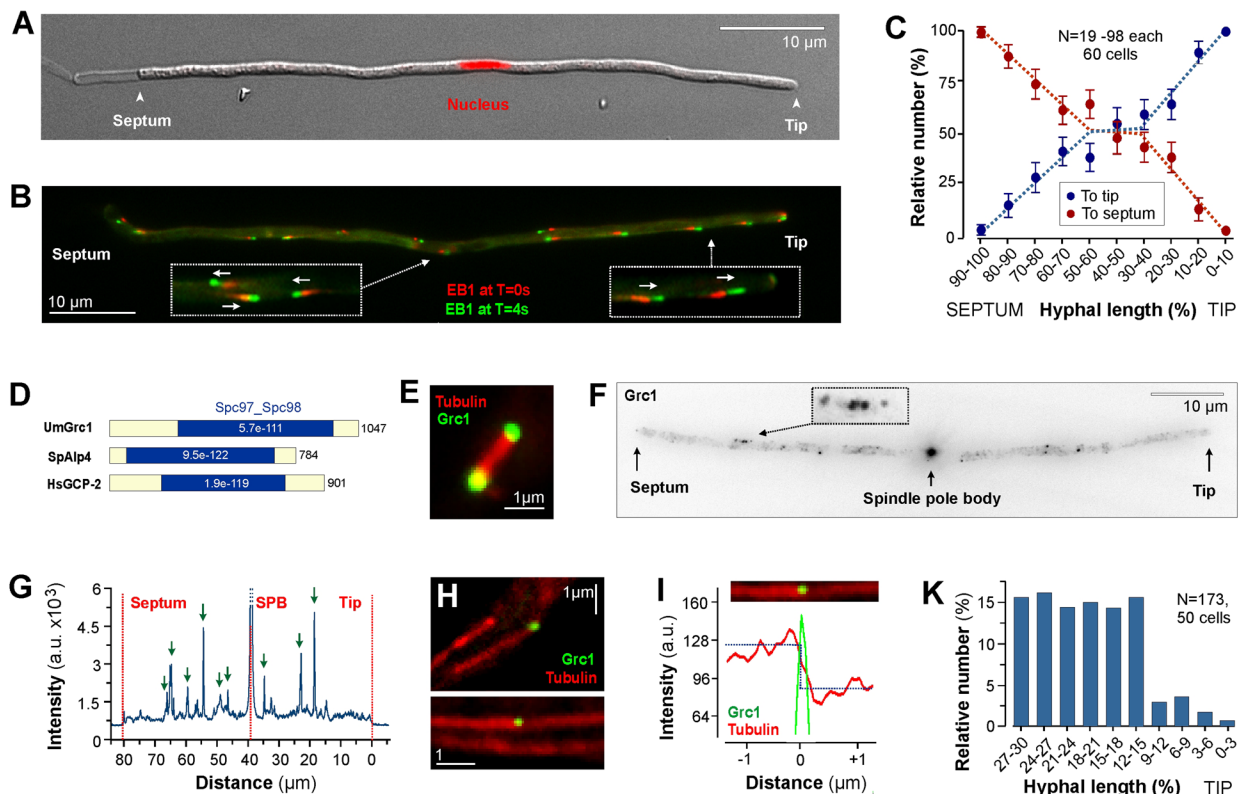 A
10 µm
Nucleus
Septum
Tip
B
Septum
Tip
EB1 at T=0s
EB1 at T=4s
10 µm
C
Relative number (%)
100
75
50
25
0
N=19 -98 each
60 cells
To tip
To septum
90-100
80-90
70-80
60-70
50-60
40-50
30-40
20-30
10-20
0-10
SEPTUM Hyphal length (%) TIP
D
Spc97_Spc98
UmGrc1 5.7e-111 1047
SpAlp4 9.5e-122 784
HsGCP-2 1.9e-119 901
E
Tubulin
Grc1
1µm
F
Grc1
10 µm
Septum
Spindle pole body
Tip
G
Intensity (a.u. x10³)
6
4.5
3
1.5
0
Septum SPB Tip
80 70 60 50 40 30 20 10 0
Distance (µm)
H
1µm
Grc1
Tubulin
1
I
Intensity (a.u.)
160
128
96
64
Grc1
Tubulin
-1 0 +1
Distance (µm)
K
Relative number (%)
15
10
5
0
N=173,
50 cells
27-30
24-27
21-24
18-21
15-18
12-15
9-12
6-9
3-6
0-3
Hyphal length (%) TIP